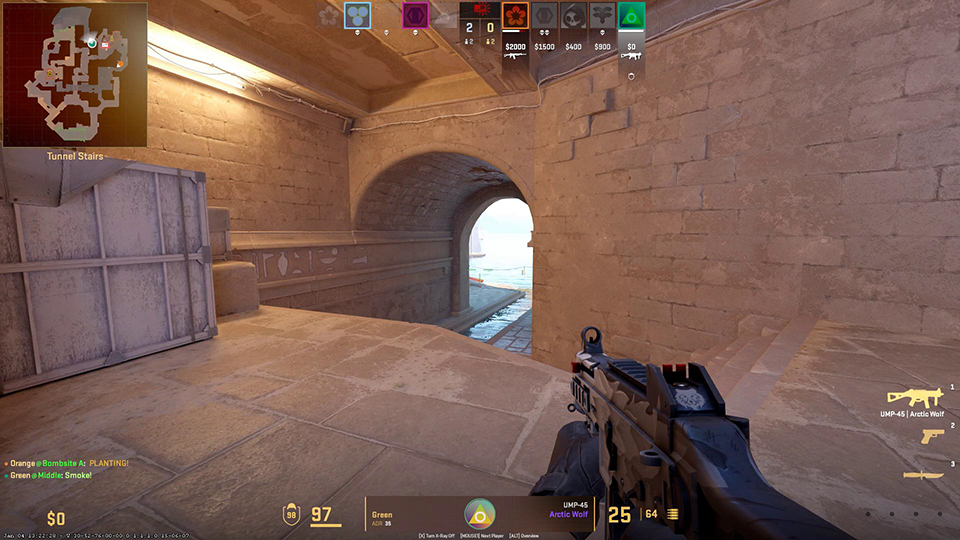 2 0
2 2
$2000 $1500 $400 $900 $0
Tunnel Stairs
1
UMP-45 | Arctic Wolf
2
3
Orange@Bombsite A: PLANTING!
Green@Middle: Smoke!
$0
98 97
Green
ADR 35
UMP-45
Arctic Wolf
25 | 64
[X] Turn X-Ray Off [MOUSE1] Next Player [ALT] Overview